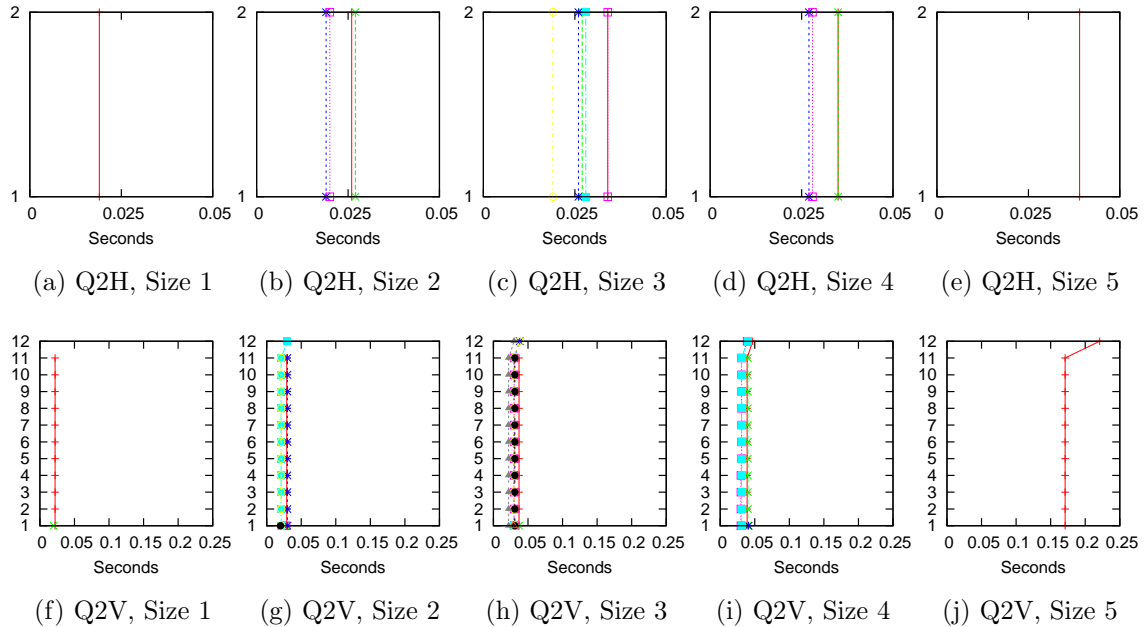 2 2 2 2 2
1 1 1 1 1
0 0.025 0.05 0 0.025 0.05 0 0.025 0.05 0 0.025 0.05 0 0.025 0.05
Seconds Seconds Seconds Seconds Seconds
(a) Q2H, Size 1 (b) Q2H, Size 2 (c) Q2H, Size 3 (d) Q2H, Size 4 (e) Q2H, Size 5
12 12 12 12 12
11 11 11 11 11
10 10 10 10 10
9 9 9 9 9
8 8 8 8 8
7 7 7 7 7
6 6 6 6 6
5 5 5 5 5
4 4 4 4 4
3 3 3 3 3
2 2 2 2 2
1 1 1 1 1
0 0.05 0.1 0.15 0.2 0.25 0 0.05 0.1 0.15 0.2 0.25 0 0.05 0.1 0.15 0.2 0.25 0 0.05 0.1 0.15 0.2 0.25 0 0.05 0.1 0.15 0.2 0.25
Seconds Seconds Seconds Seconds Seconds
(f) Q2V, Size 1 (g) Q2V, Size 2 (h) Q2V, Size 3 (i) Q2V, Size 4 (j) Q2V, Size 5